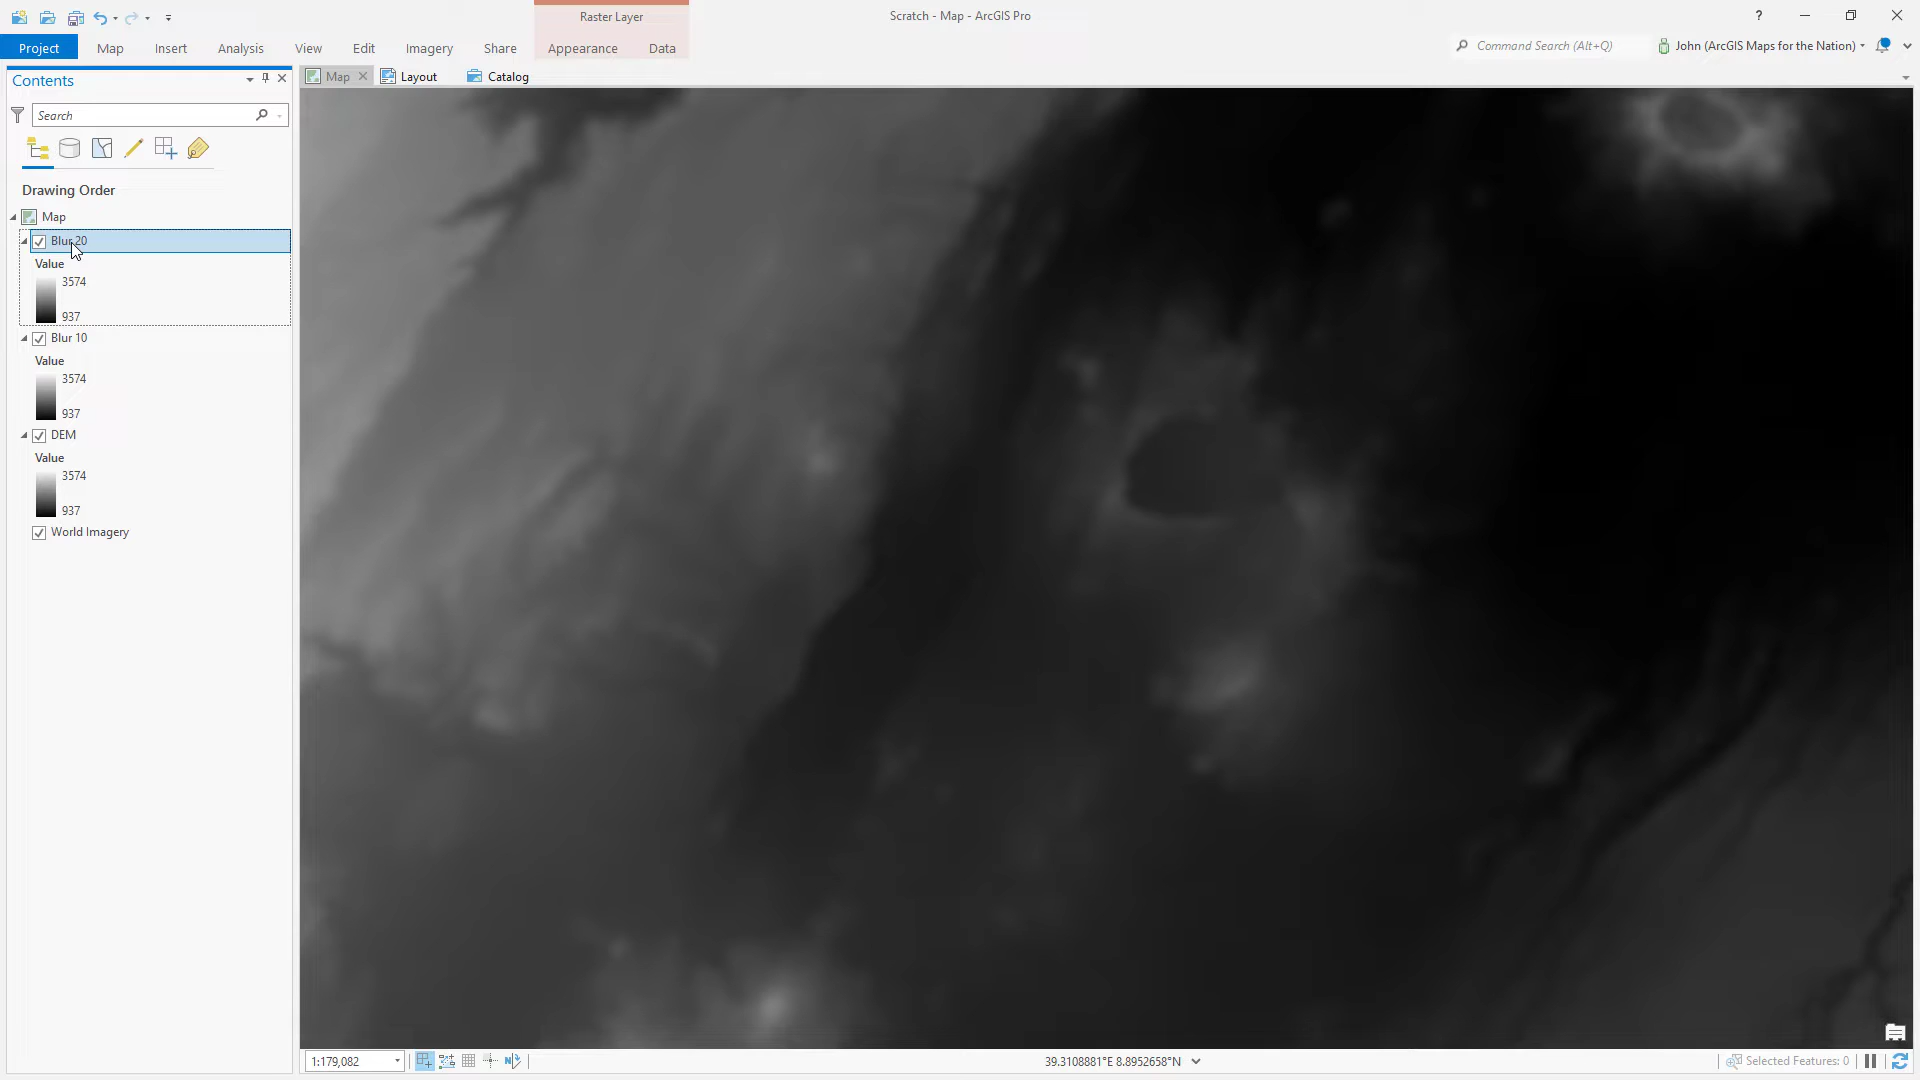 Raster Layer
Scratch - Map - ArcGIS Pro
?
Project
Map
Insert
Analysis
View
Edit
Imagery
Share
Appearance
Data
Command Search (Alt+Q)
John (ArcGIS Maps for the Nation)
Contents
Map
Layout
Catalog
Search
Drawing Order
Map
Blur 20
Value
3574
937
Blur 10
Value
3574
937
DEM
Value
3574
937
World Imagery
1:179,082
39.3108881°E 8.8952658°N
Selected Features: 0